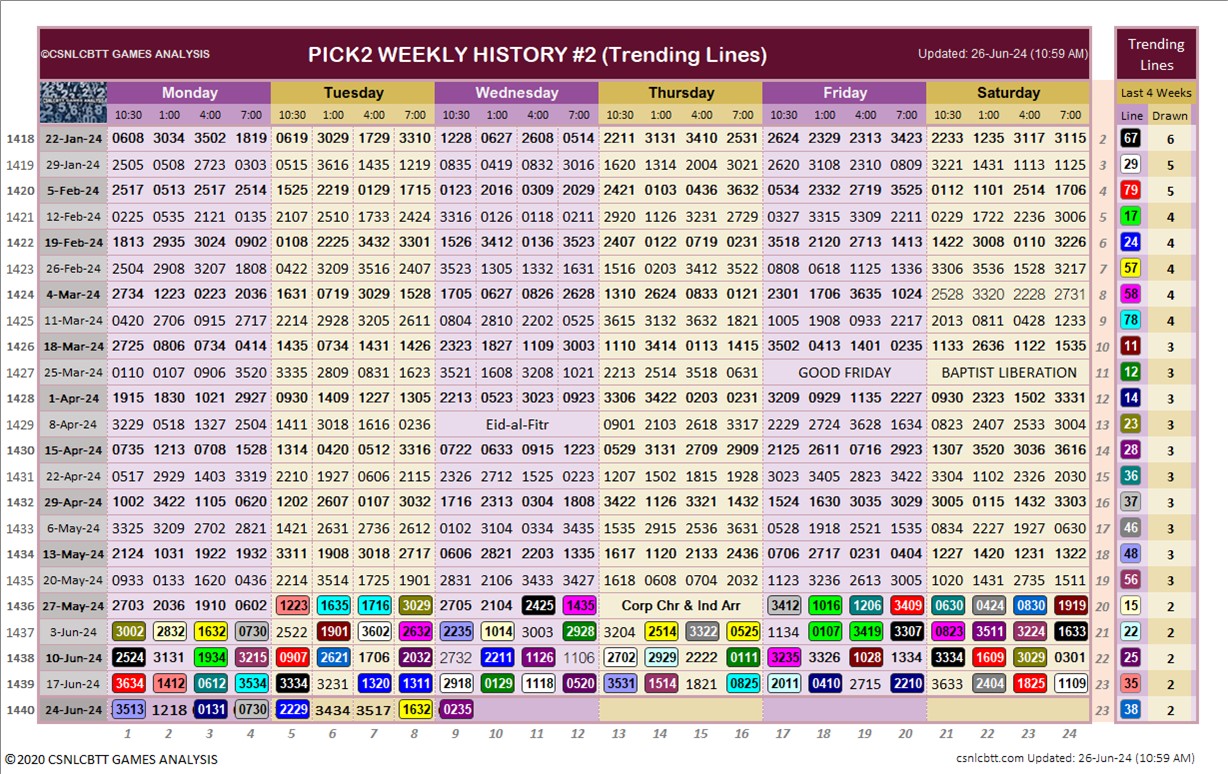 ©CSNLCBTT GAMES ANALYSIS PICK2 WEEKLY HISTORY #2 (Trending Lines) Updated: 26-Jun-24 (10:59 AM) Trending Lines
Monday Tuesday Wednesday Thursday Friday Saturday Last 4 Weeks
10:30 1:00 4:00 7:00 10:30 1:00 4:00 7:00 10:30 1:00 4:00 7:00 10:30 1:00 4:00 7:00 10:30 1:00 4:00 7:00 10:30 1:00 4:00 7:00 Line Drawn
1418 22-Jan-24 0608 3034 3502 1819 0619 3029 1729 3310 1228 0627 2608 0514 2211 3131 3410 2531 2624 2329 2313 3423 2233 1235 3117 3115 2 67 6
1419 29-Jan-24 2505 0508 2723 0303 0515 3616 1435 1219 0835 0419 0832 3016 1620 1314 2004 3021 2620 3108 2310 0809 3221 1431 1113 1125 3 29 5
1420 5-Feb-24 2517 0513 2517 2514 1525 2219 0129 1715 0123 2016 0309 2029 2421 0103 0436 3632 0534 2332 2719 3525 0112 1101 2514 1706 4 79 5
1421 12-Feb-24 0225 0535 2121 0135 2107 2510 1733 2424 3316 0126 0118 0211 2920 1126 3231 2729 0327 3315 3309 2211 0229 1722 2236 3006 5 17 4
1422 19-Feb-24 1813 2935 3024 0902 0108 2225 3432 3301 1526 3412 0136 3523 2407 0122 0719 0231 3518 2120 2713 1413 1422 3008 0110 3226 6 24 4
1423 26-Feb-24 2504 2908 3207 1808 0422 3209 3516 2407 3523 1305 1332 1631 1516 0203 3412 3522 0808 0618 1125 1336 3306 3536 1528 3217 7 57 4
1424 4-Mar-24 2734 1223 0223 2036 1631 0719 3029 1528 1705 0627 0826 2628 1310 2624 0833 0121 2301 1706 3535 1024 2528 3320 2228 2731 8 58 4
1425 11-Mar-24 0420 2706 0915 2717 2214 2928 3205 2611 0804 2810 2202 0525 3615 3132 3632 1821 1005 1908 0933 2217 2013 0811 0428 1233 9 78 4
1426 18-Mar-24 2725 0806 0734 0414 1435 0734 1431 1426 2323 1827 1109 3003 1110 3414 0113 1415 3502 0413 1401 0235 1133 2636 1122 1535 10 11 3
1427 25-Mar-24 0110 0107 0906 3520 3335 2809 0831 1623 3521 1608 3208 1021 2213 2514 3518 0631 GOOD FRIDAY BAPTIST LIBERATION 11 12 3
1428 1-Apr-24 1915 1830 1021 2927 0930 1409 1227 1305 2213 0523 3023 0923 3306 3422 0203 0231 3209 0929 1135 2227 0930 2323 1502 3331 12 14 3
1429 8-Apr-24 3229 0518 1327 2504 1411 3018 1616 Eid-al-Fitr 0901 2103 2618 3317 2229 2724 3628 1634 0823 2407 2533 3004 13 23 3
1430 15-Apr-24 0735 1213 0708 1528 1314 0420 0512 3316 0722 0633 0915 1223 0529 3131 2709 2909 2125 2611 0716 2923 1307 3520 3036 3616 14 28 3
1431 22-Apr-24 0517 2929 1403 3319 2210 1927 0606 2113 2326 2713 1525 0223 1207 1502 1815 1928 3023 3405 2823 3422 3304 1102 2326 2030 15 36 3
1432 29-Apr-24 1002 3422 1105 0620 1202 2607 0107 3032 1716 2313 0304 1808 3422 1126 3321 1432 1524 1630 3035 3029 3005 0115 1432 3303 16 37 3
1433 6-May-24 3325 3209 2702 2821 1421 2631 2736 2612 0102 3104 0334 3435 1535 2915 2536 3631 0528 1918 2521 1535 0834 2227 1927 0630 17 46 3
1434 13-May-24 2124 1031 1922 1932 3311 1908 3018 2717 0606 2821 2203 1335 1617 1120 2133 2436 0706 2717 0231 0404 1227 1420 1231 1322 18 48 3
1435 20-May-24 0933 0133 1620 0436 2214 3514 1725 1901 2831 2106 3433 3427 1618 0608 0704 2032 1123 3236 2613 3005 1020 1431 2735 1511 19 56 3
1436 27-May-24 2703 2036 1910 0602 1223 1635 1716 3029 2705 2104 2425 1435 Corp Chr & Ind Arr 3412 1016 1206 3409 0630 0424 0830 1919 20 15 2
1437 3-Jun-24 3002 2832 1632 0730 2522 1901 3602 2632 2235 1014 3003 2928 3204 2514 3322 0525 1134 0107 3419 3307 0823 3511 3224 1633 21 22 2
1438 10-Jun-24 2524 3131 1934 3215 0907 2621 1706 2032 2732 2211 1126 1106 2702 2929 2222 0111 3235 3326 1028 1334 3334 1609 3029 0301 22 25 2
1439 17-Jun-24 3634 1412 0612 3534 3334 3231 1320 1311 2918 0129 1118 0520 3531 1514 1821 0825 2011 0410 2715 2210 3633 2404 1825 1109 23 35 2
1440 24-Jun-24 3513 1218 0131 0730 2229 3434 3517 1632 0235 23 38 2
1 2 3 4 5 6 7 8 9 10 11 12 13 14 15 16 17 18 19 20 21 22 23 24
©2020 CSNLCBTT GAMES ANALYSIS csnlcbtt.com Updated: 26-Jun-24 (10:59 AM)